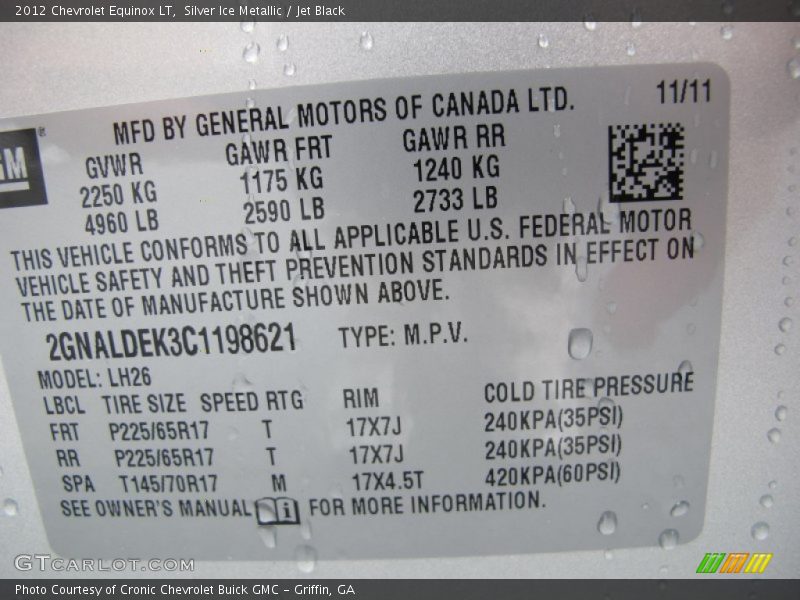 2012 Chevrolet Equinox LT,  Silver Ice Metallic / Jet Black
11/11
MFD BY GENERAL MOTORS OF CANADA LTD.
GM
GVWR GAWR FRT GAWR RR
2250 KG 1175 KG 1240 KG
4960 LB 2590 LB 2733 LB
THIS VEHICLE CONFORMS TO ALL APPLICABLE U.S. FEDERAL MOTOR
VEHICLE SAFETY AND THEFT PREVENTION STANDARDS IN EFFECT ON
THE DATE OF MANUFACTURE SHOWN ABOVE.
2GNALDEK3C1198621 TYPE: M.P.V.
MODEL: LH26
LBCL TIRE SIZE SPEED RTG RIM COLD TIRE PRESSURE
FRT P225/65R17 T 17X7J 240KPA(35PSI)
RR P225/65R17 T 17X7J 240KPA(35PSI)
SPA T145/70R17 M 17X4.5T 420KPA(60PSI)
SEE OWNER'S MANUAL i FOR MORE INFORMATION.
GTCARLOT.COM
Photo Courtesy of Cronic Chevrolet Buick GMC – Griffin, GA